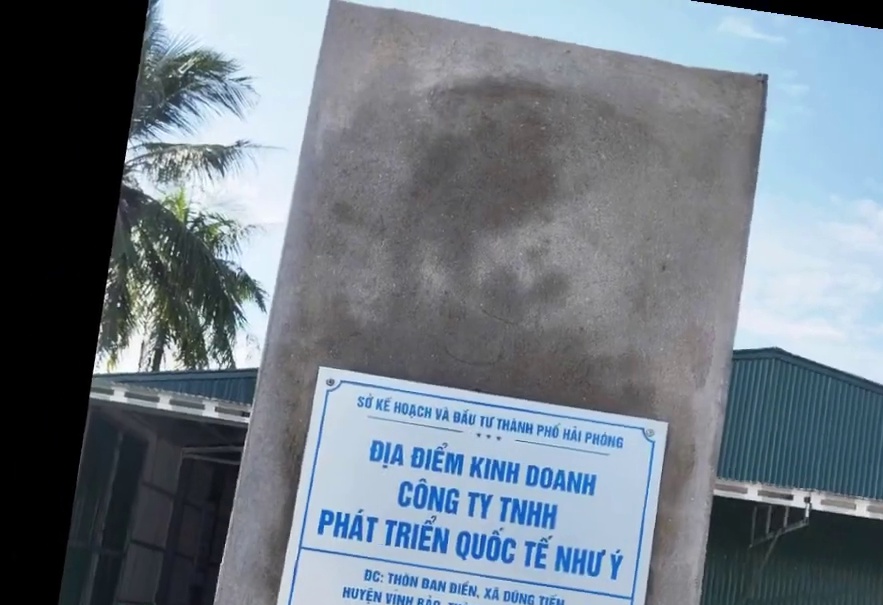 SỞ KẾ HOẠCH VÀ ĐẦU TƯ THÀNH PHỐ HẢI PHÒNG
ĐỊA ĐIỂM KINH DOANH
CÔNG TY TNHH
PHÁT TRIỂN QUỐC TẾ NHƯ Ý
ĐC: THÔN ĐAN ĐIỀN, XÃ DŨNG TIẾN
HUYỆN VĨNH BẢO,